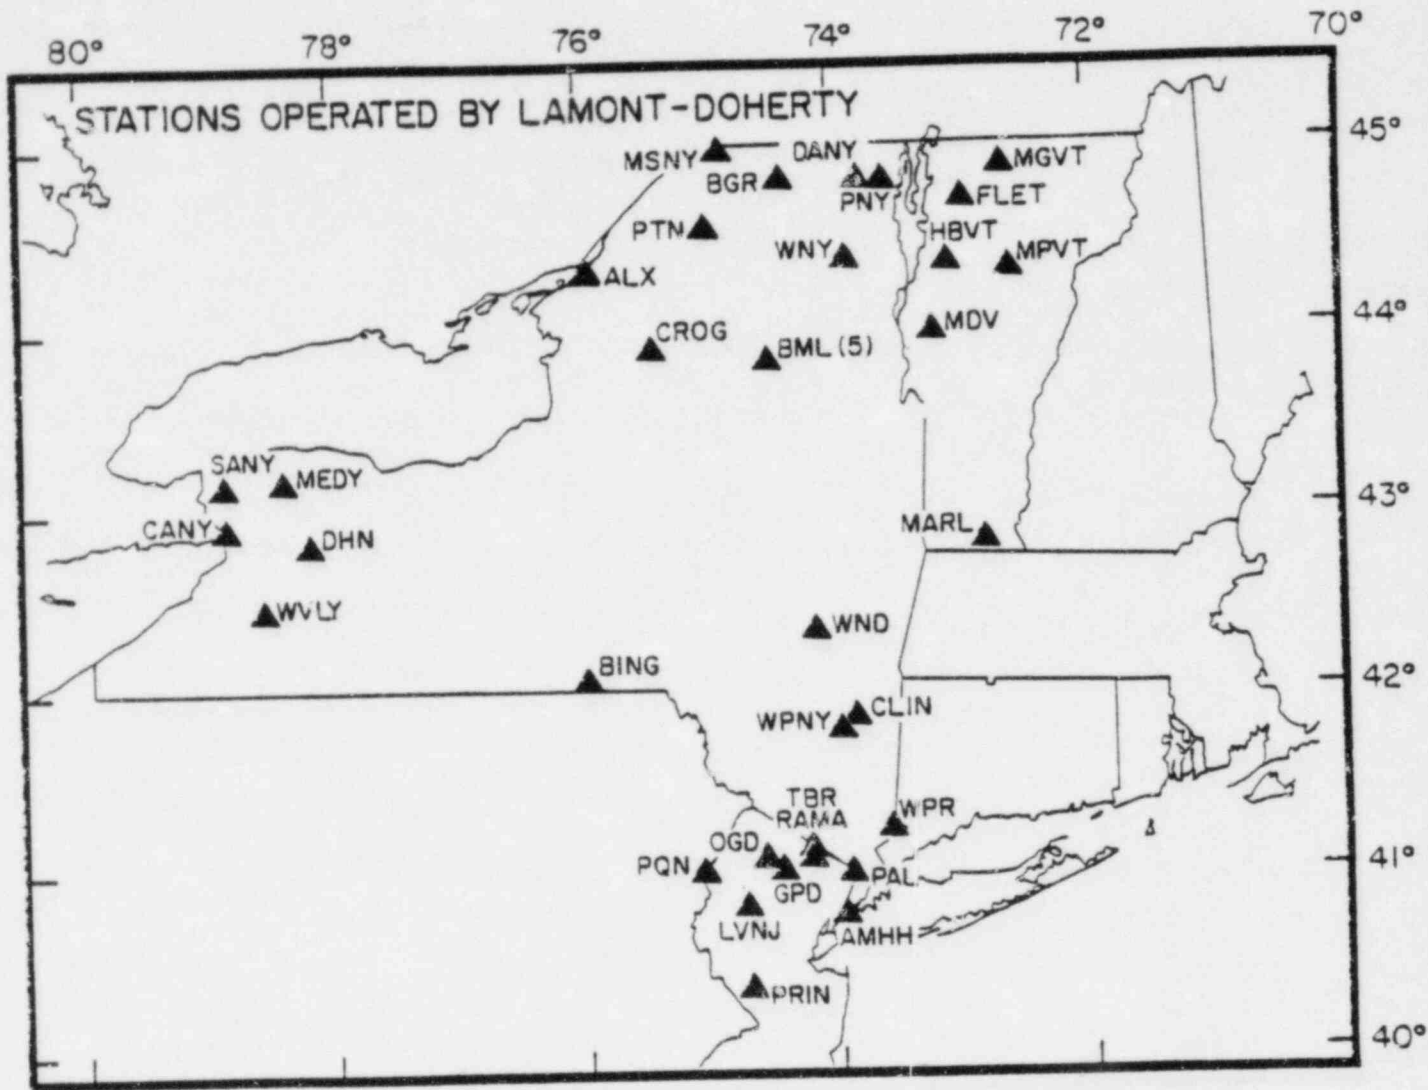 80° 78° 76° 74° 72° 70°
STATIONS OPERATED BY LAMONT-DOHERTY
45°
MSNY
DANY
MGVT
BGR
PNY
FLET
PTN
WNY
HBVT
MPVT
ALX
44°
MDV
CROG
BML (5)
SANY
MEDY
43°
CANY
DHN
MARL
WVLY
WND
BING
42°
CLIN
WPNY
TBR
RAMA
WPR
OGD
41°
PQN
GPD
PAL
LVNJ
AMHH
PRIN
40°